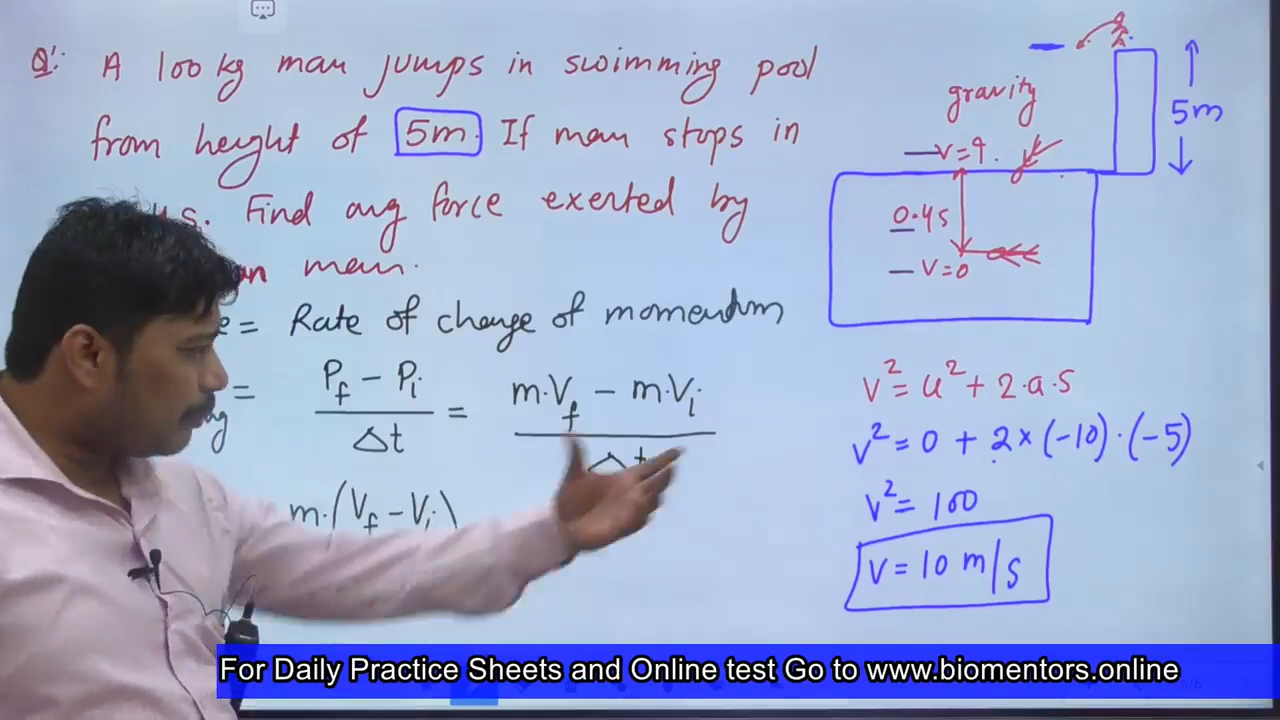 Q: A 100 kg man jumps in swimming pool
from height of 5m. If man stops in
s. Find avg force exerted by
on man.
= Rate of change of momentum
= Pf - Pi / Δt = m·Vf - m·Vi / Δt
m·(Vf - Vi)
5m
gravity
V=?.
0.4s
V=0
V² = u² + 2·a·s
V² = 0 + 2×(-10)·(-5)
V² = 100
V = 10 m/s
For Daily Practice Sheets and Online test Go to www.biomentors.online